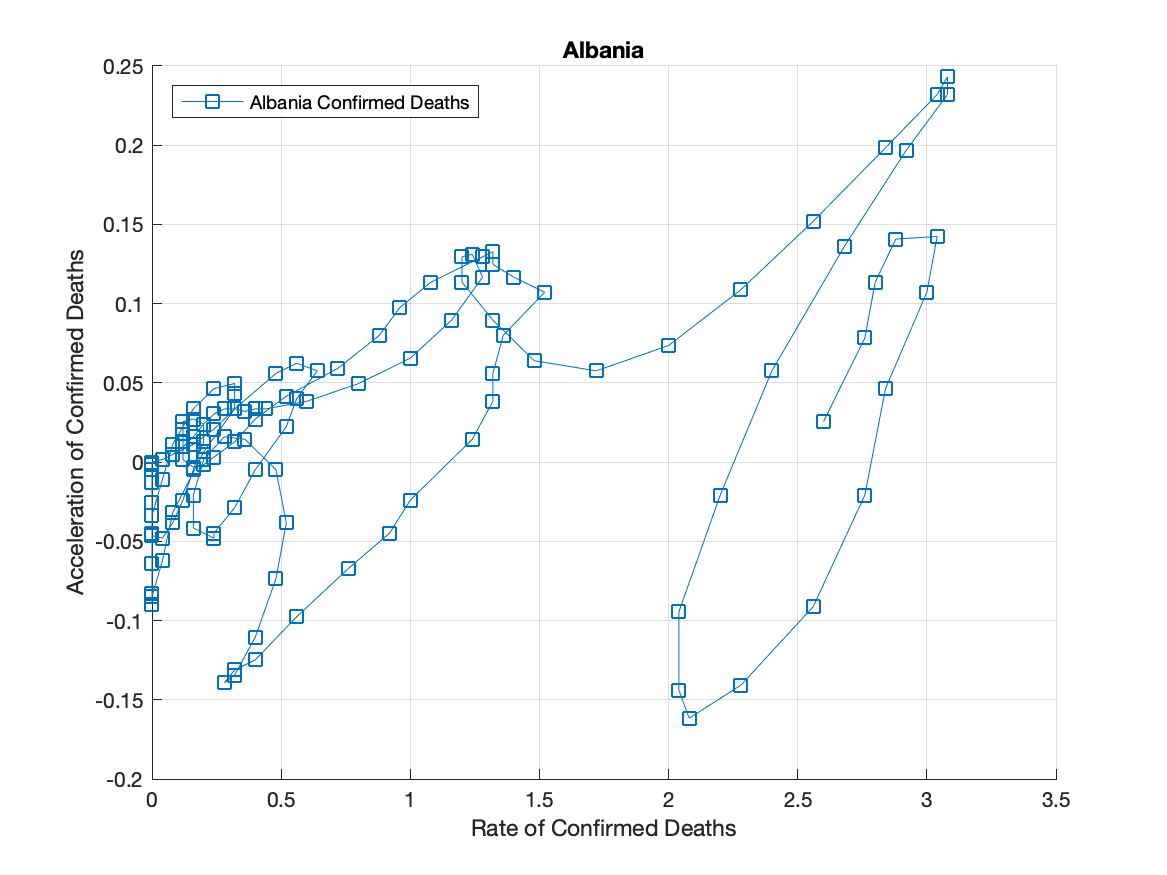 Albania
Albania Confirmed Deaths
0.25
0.2
0.15
0.1
0.05
0
-0.05
-0.1
-0.15
-0.2
Acceleration of Confirmed Deaths
0 0.5 1 1.5 2 2.5 3 3.5
Rate of Confirmed Deaths